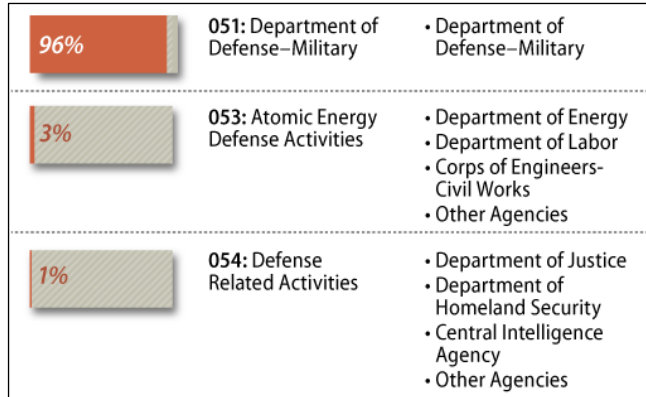 96%
051: Department of
Defense–Military
• Department of
Defense–Military
3%
053: Atomic Energy
Defense Activities
• Department of Energy
• Department of Labor
• Corps of Engineers-
Civil Works
• Other Agencies
1%
054: Defense
Related Activities
• Department of Justice
• Department of
Homeland Security
• Central Intelligence
Agency
• Other Agencies